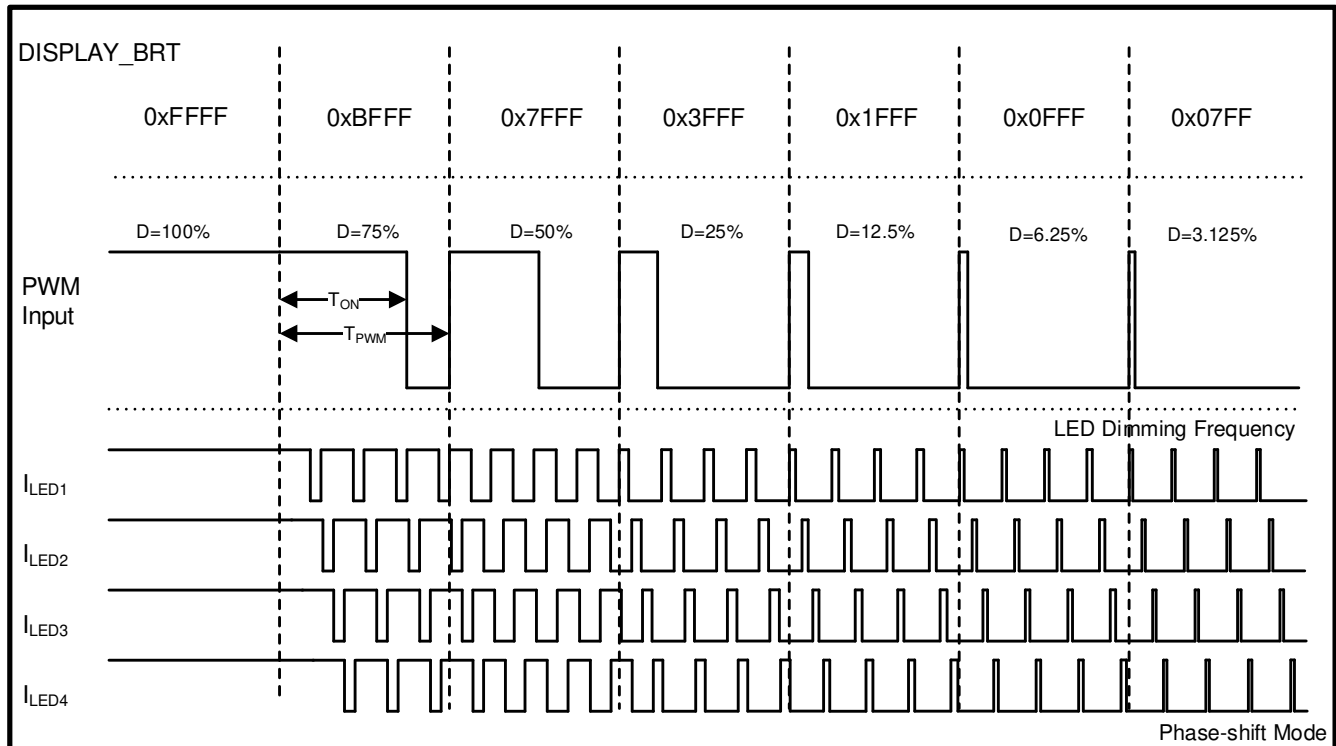 DISPLAY_BRT
0xFFFF 0xBFFF 0x7FFF 0x3FFF 0x1FFF 0x0FFF 0x07FF
D=100% D=75% D=50% D=25% D=12.5% D=6.25% D=3.125%
PWM
Input
TON
TPWM
LED Dimming Frequency
ILED1
ILED2
ILED3
ILED4
Phase-shift Mode